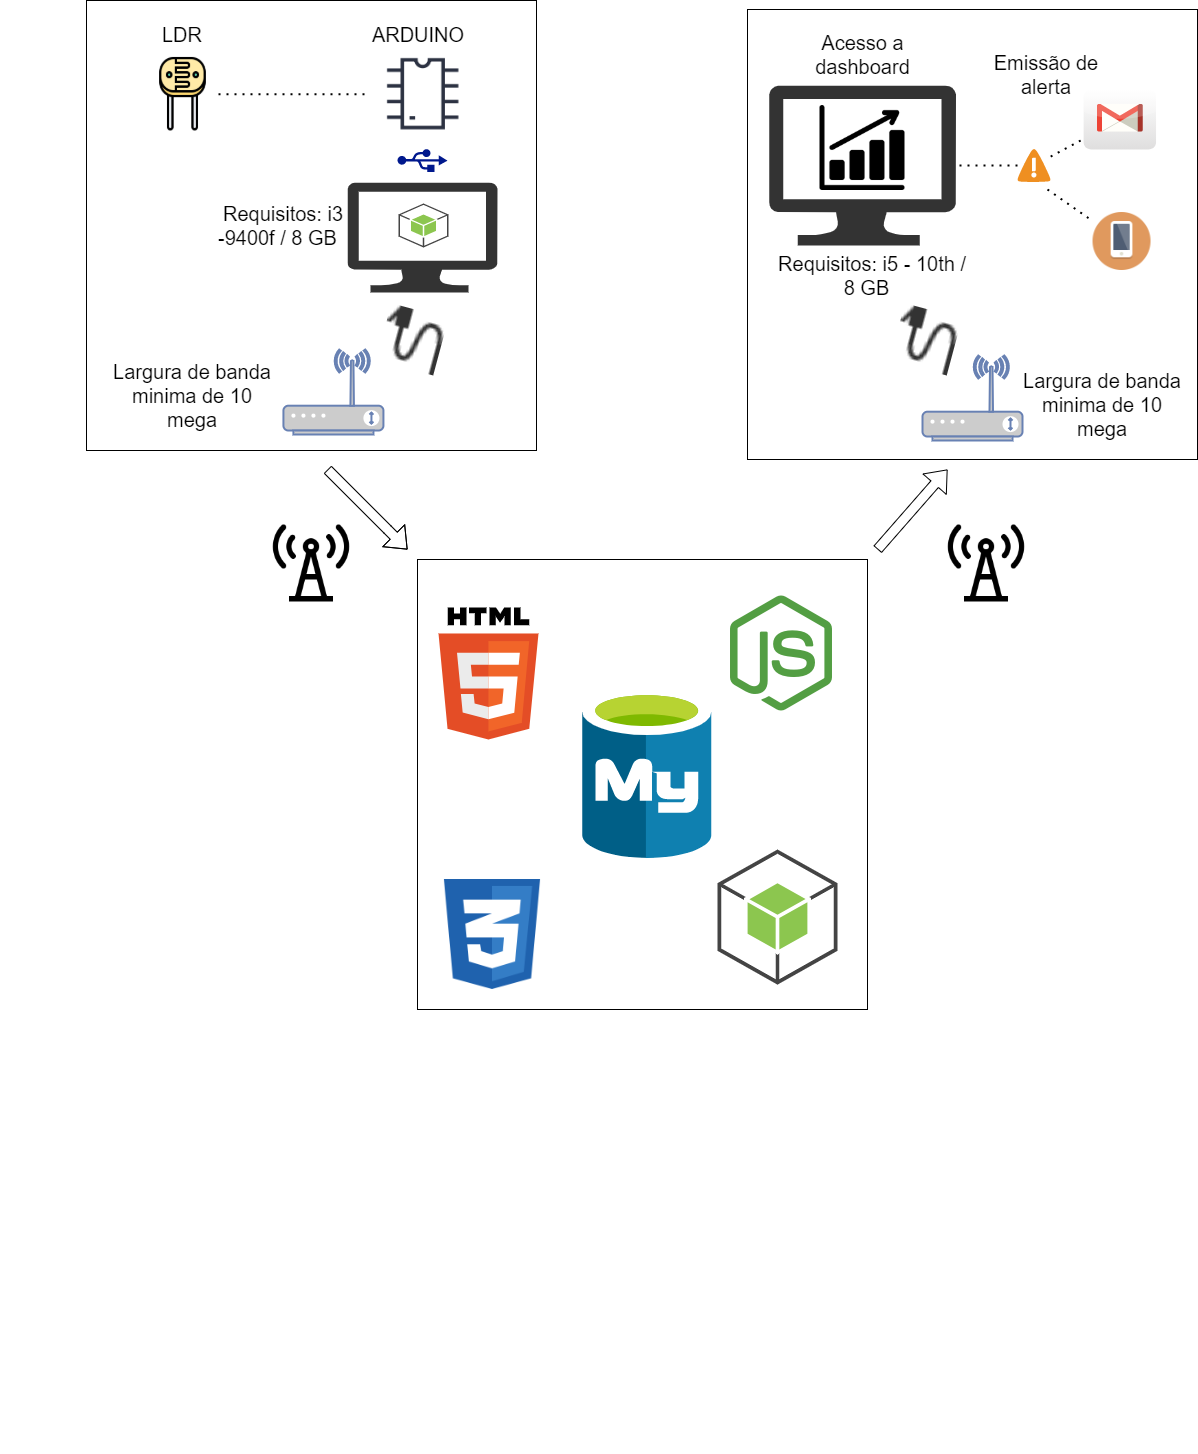 LDR
ARDUINO
Requisitos: i3
-9400f / 8 GB
Largura de banda
minima de 10
mega
Acesso a
dashboard
Emissão de
alerta
Requisitos: i5 - 10th /
8 GB
Largura de banda
minima de 10
mega
HTML
5
JS
My
3